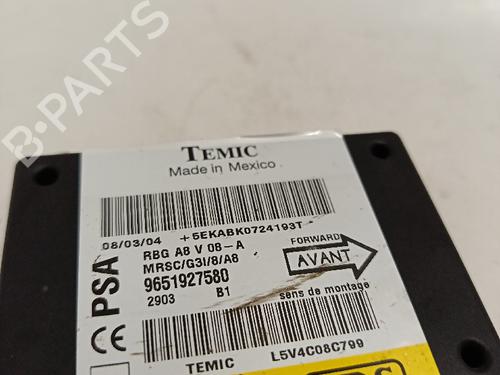 B-PARTS
TEMIC
Made in Mexico
08/03/04 +5EKABK0724193T
RBG A8 V 08-A
MRSC/G3I/8/A8
FORWARD
AVANT
PSA
9651927580
2903 B1
sens de montage
CE
TEMIC L5V4C08C799